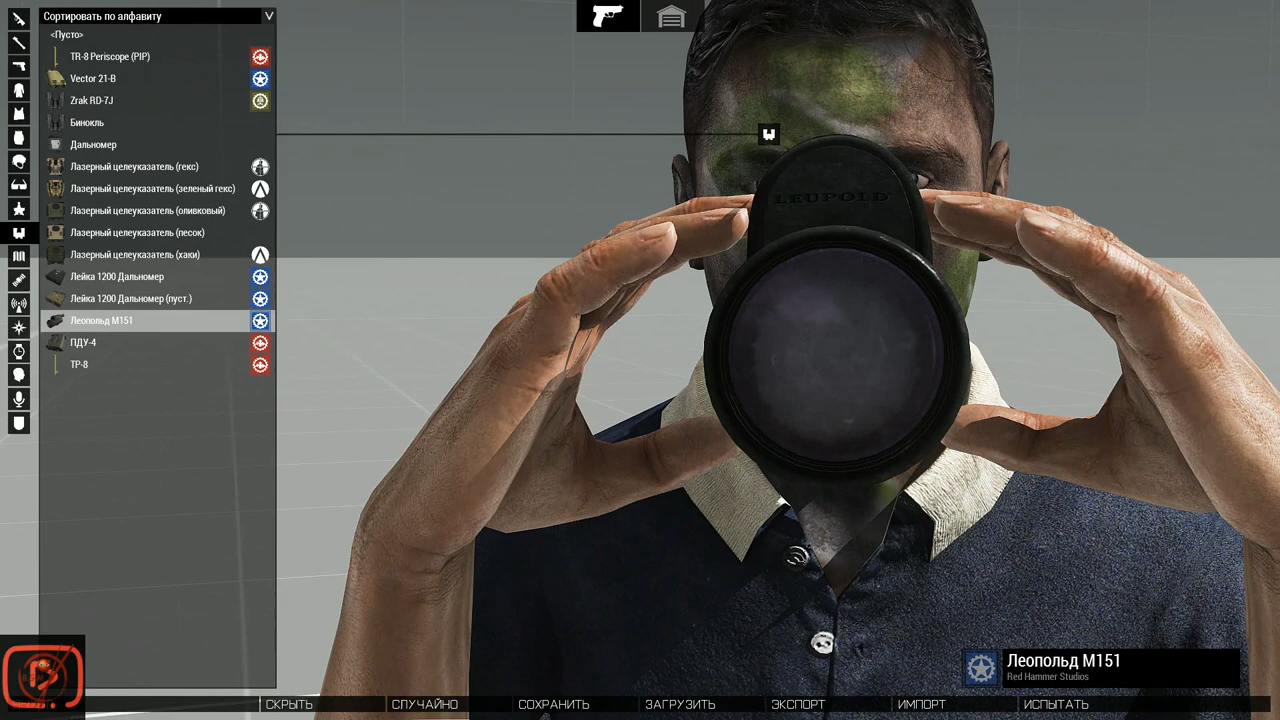 Сортировать по алфавиту
<Пусто>
TR-8 Periscope (PIP)
Vector 21-B
Zrak RD-7J
Бинокль
Дальномер
Лазерный целеуказатель (гекс)
Лазерный целеуказатель (зеленый гекс)
Лазерный целеуказатель (оливковый)
Лазерный целеуказатель (песок)
Лазерный целеуказатель (хаки)
Лейка 1200 Дальномер
Лейка 1200 Дальномер (пуст.)
Леопольд М151
ПДУ-4
ТР-8
LEUPOLD
Леопольд М151
Red Hammer Studios
СКРЫТЬ
СЛУЧАЙНО
СОХРАНИТЬ
ЗАГРУЗИТЬ
ЭКСПОРТ
ИМПОРТ
ИСПЫТАТЬ